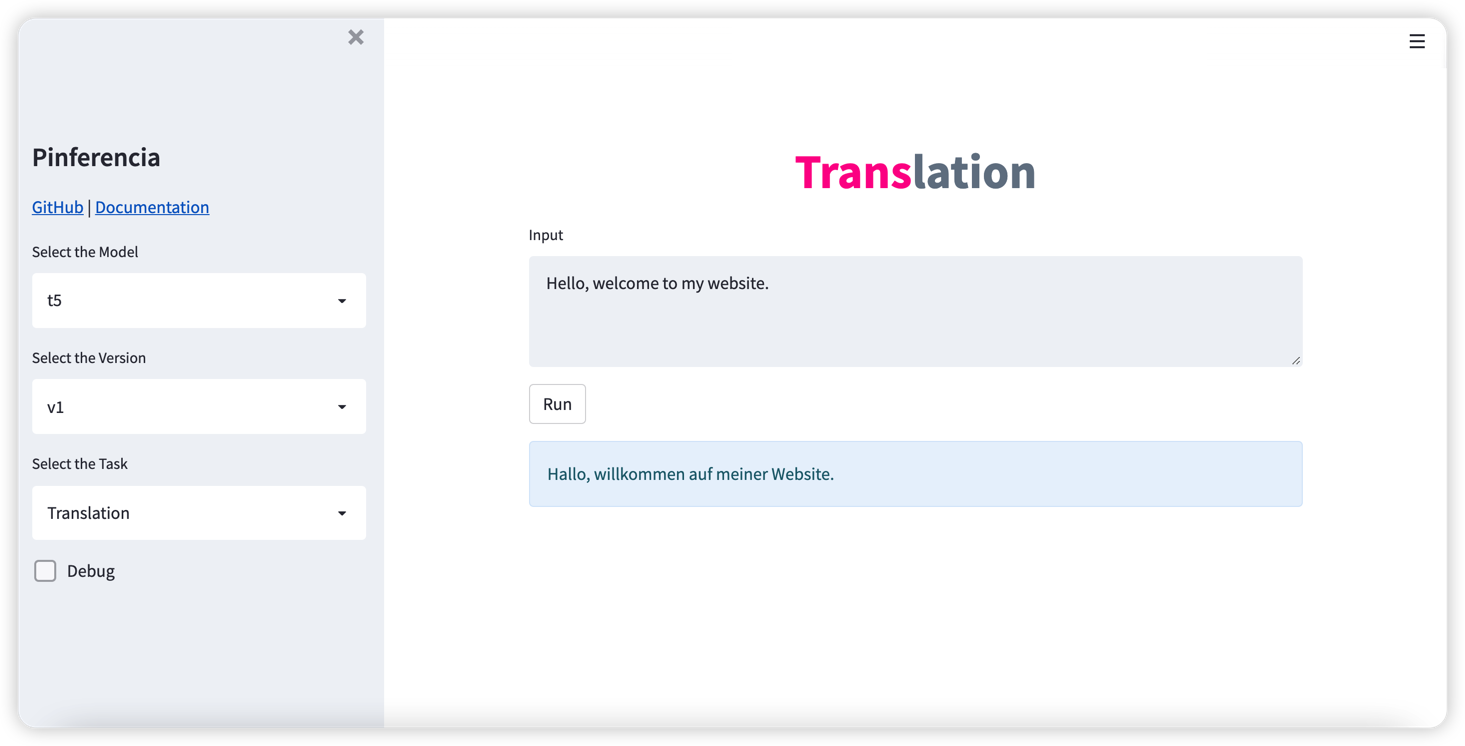 Pinferencia
GitHub | Documentation
Select the Model
t5
Select the Version
v1
Select the Task
Translation
Debug
Translation
Input
Hello, welcome to my website.
Run
Hallo, willkommen auf meiner Website.